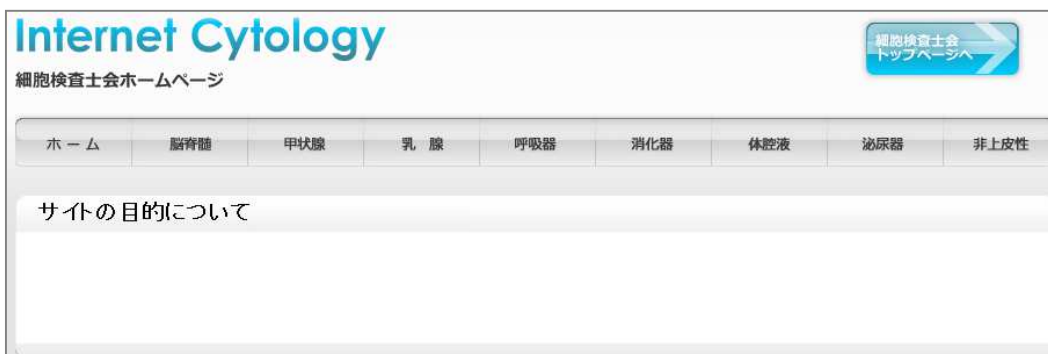 Internet Cytology
細胞検査士会
トップページへ
細胞検査士会ホームページ
ホーム 脳脊髄 甲状腺 乳 腺 呼吸器 消化器 体腔液 泌尿器 非上皮性
サイトの目的について